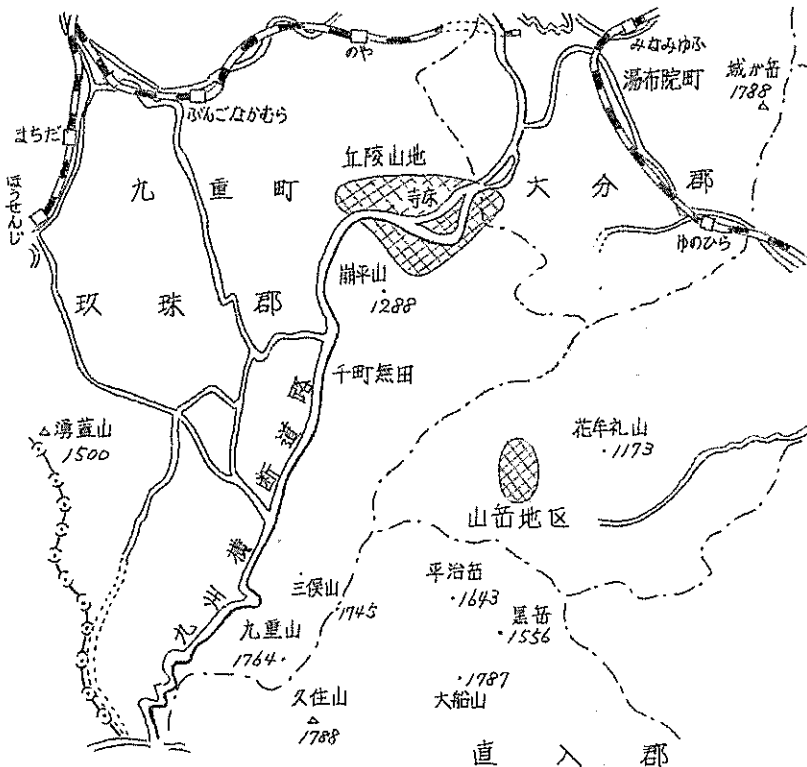 みなみゆふ
のや
湯布院町
城が岳
1788
ぶんごなかむら
まちだ
ほうせんじ
丘陵山地
寺床
九重町
大分郡
ゆのひら
崩平山
1288
玖珠郡
千町無田
湧蓋山
1500
花牟礼山
1173
山岳地区
九州横断道路
三俣山
1745
平治岳
1643
黒岳
1556
九重山
1764
1787
大船山
久住山
1788
直入郡